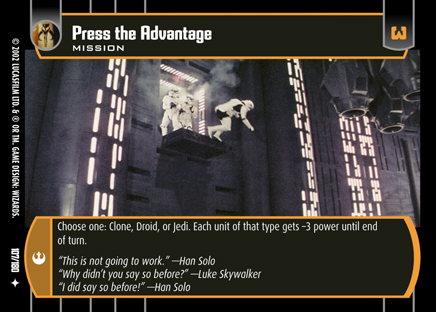 Press the Advantage
MISSION
3
Choose one: Clone, Droid, or Jedi. Each unit of that type gets –3 power until end
of turn.
"This is not going to work." —Han Solo
"Why didn't you say so before?" —Luke Skywalker
"I did say so before!" —Han Solo
© 2002 LUCASFILM LTD. & ® OR TM. GAME DESIGN: WIZARDS.
107/180